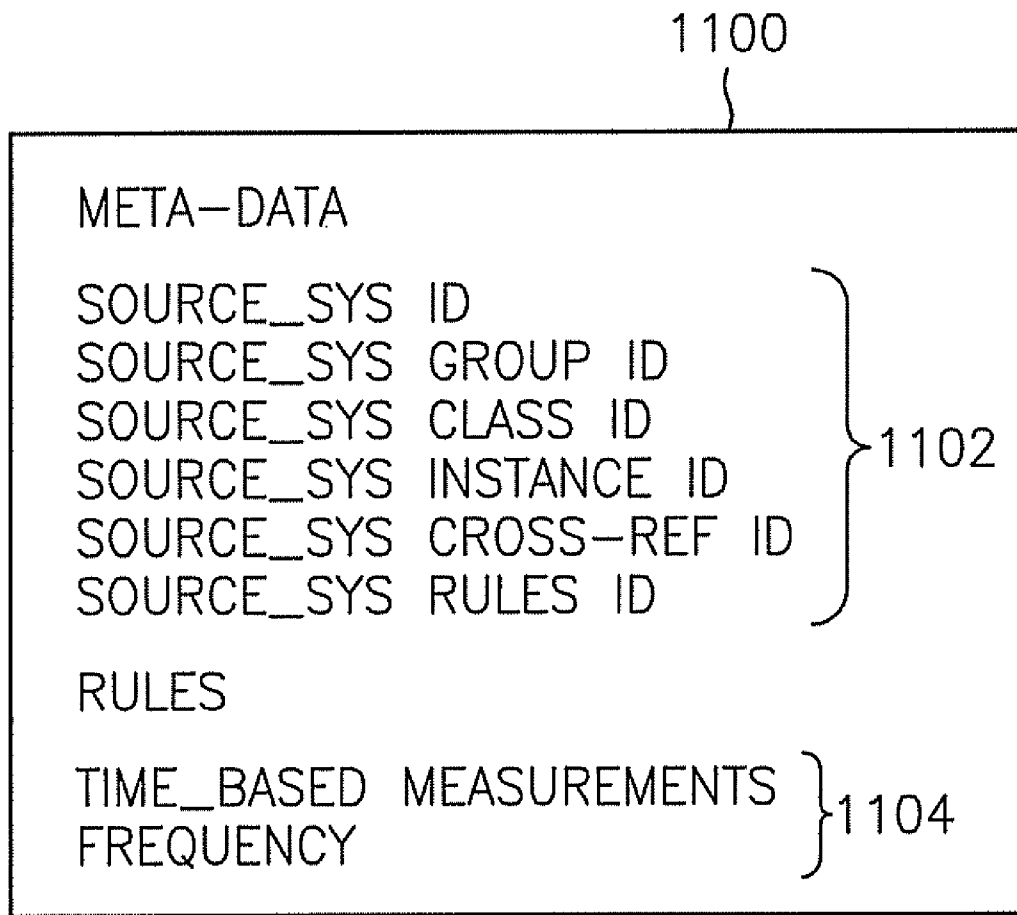 1100
META-DATA
SOURCE_SYS ID
SOURCE_SYS GROUP ID
SOURCE_SYS CLASS ID
SOURCE_SYS INSTANCE ID
SOURCE_SYS CROSS-REF ID
SOURCE_SYS RULES ID
1102
RULES
TIME_BASED MEASUREMENTS
FREQUENCY
1104